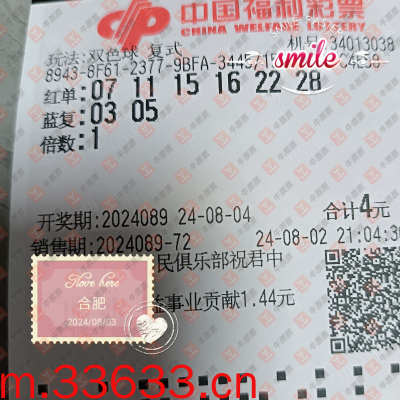 中国福利彩票
CHINA WELFARE LOTTERY
玩法:双色球 复式
机号:34013038
8943-8F61-2377-9BFA-3445/15
smile
红单:07 11 15 16 22 28
蓝复:03 05
倍数:1
开奖期:2024089 24-08-04
合计4元
销售期:2024089-72
24-08-02 21:04:3
民俱乐部祝君中
益事业贡献1.44元
I love here
合肥
2024/08/03
m.33633.cn